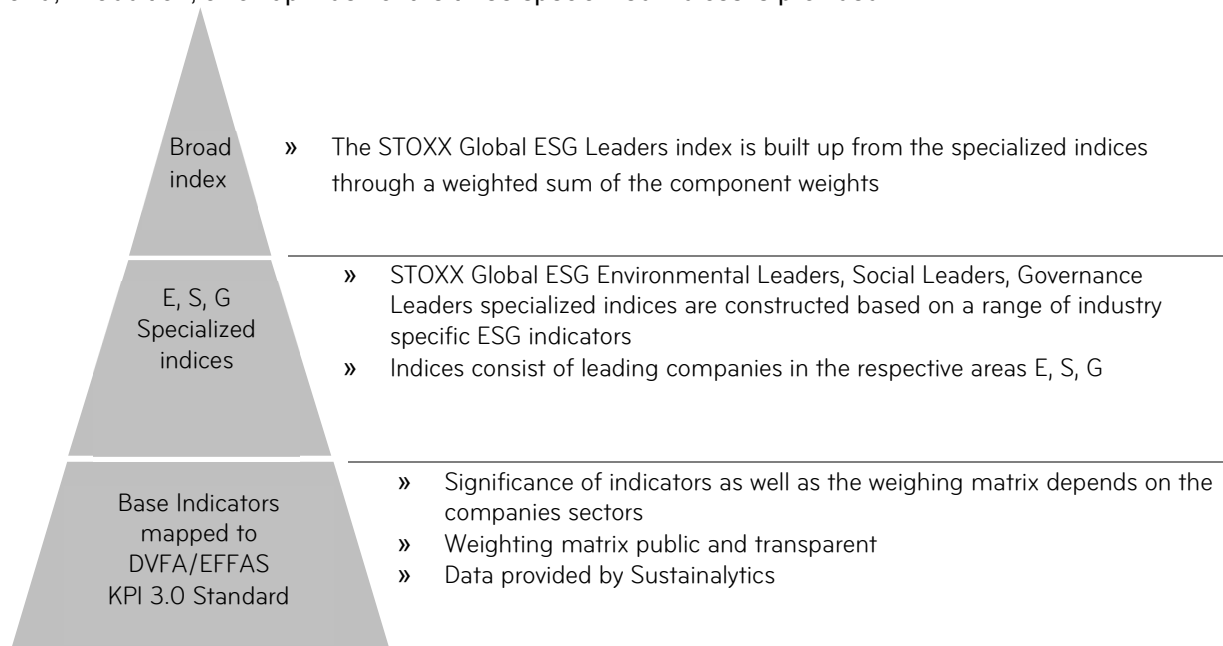 Broad
index
» The STOXX Global ESG Leaders index is built up from the specialized indices
through a weighted sum of the component weights
E, S, G
Specialized
indices
» STOXX Global ESG Environmental Leaders, Social Leaders, Governance
Leaders specialized indices are constructed based on a range of industry
specific ESG indicators
» Indices consist of leading companies in the respective areas E, S, G
Base Indicators
mapped to
DVFA/EFFAS
KPI 3.0 Standard
» Significance of indicators as well as the weighing matrix depends on the
companies sectors
» Weighting matrix public and transparent
» Data provided by Sustainalytics